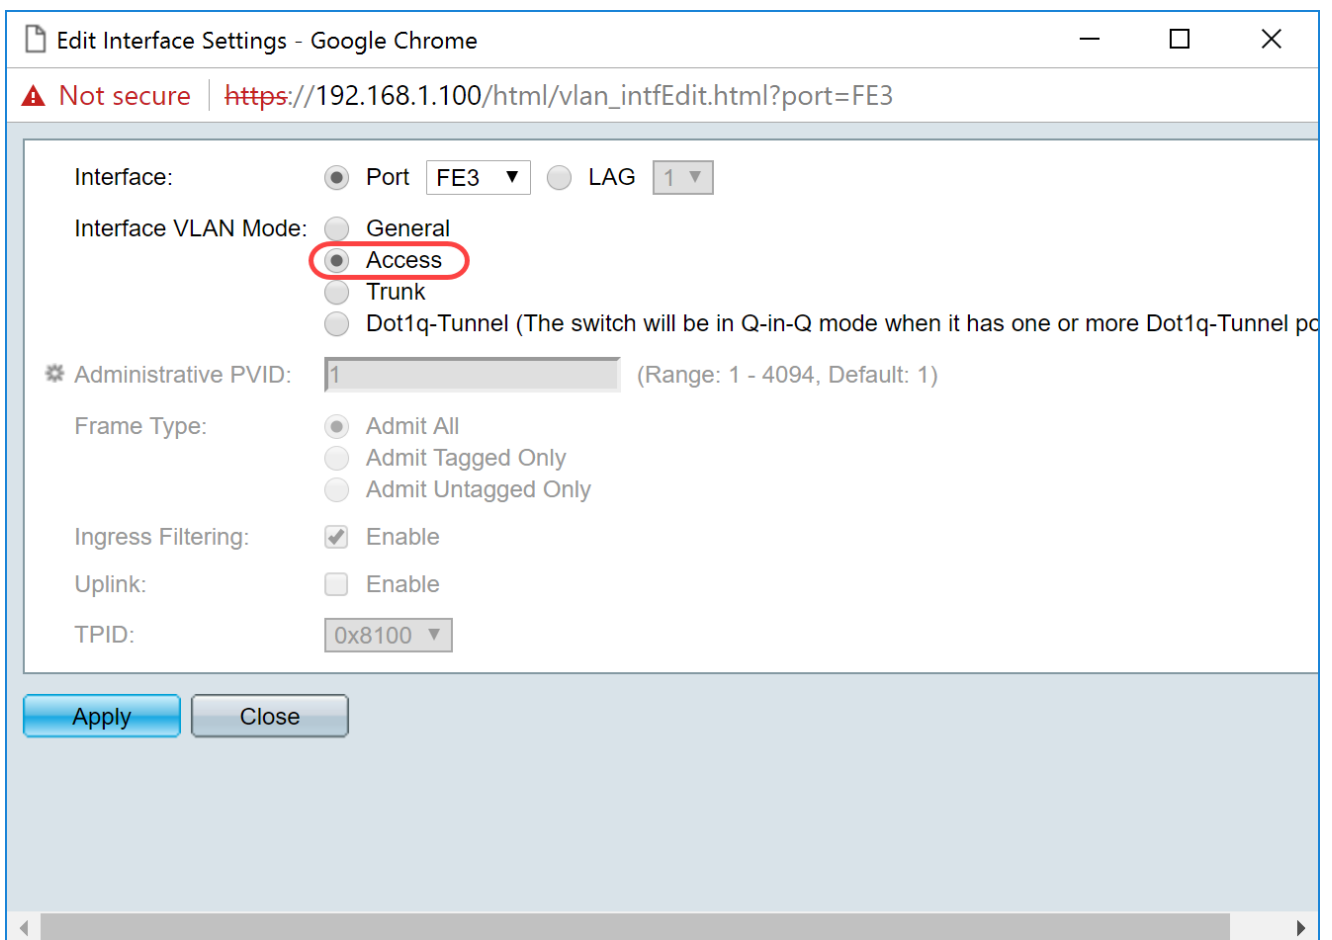 Edit Interface Settings - Google Chrome
Not secure https://192.168.1.100/html/vlan_intfEdit.html?port=FE3
Interface: Port FE3 LAG 1
Interface VLAN Mode: General
Access
Trunk
Dot1q-Tunnel (The switch will be in Q-in-Q mode when it has one or more Dot1q-Tunnel po
Administrative PVID: 1 (Range: 1 - 4094, Default: 1)
Frame Type: Admit All
Admit Tagged Only
Admit Untagged Only
Ingress Filtering: Enable
Uplink: Enable
TPID: 0x8100
Apply Close